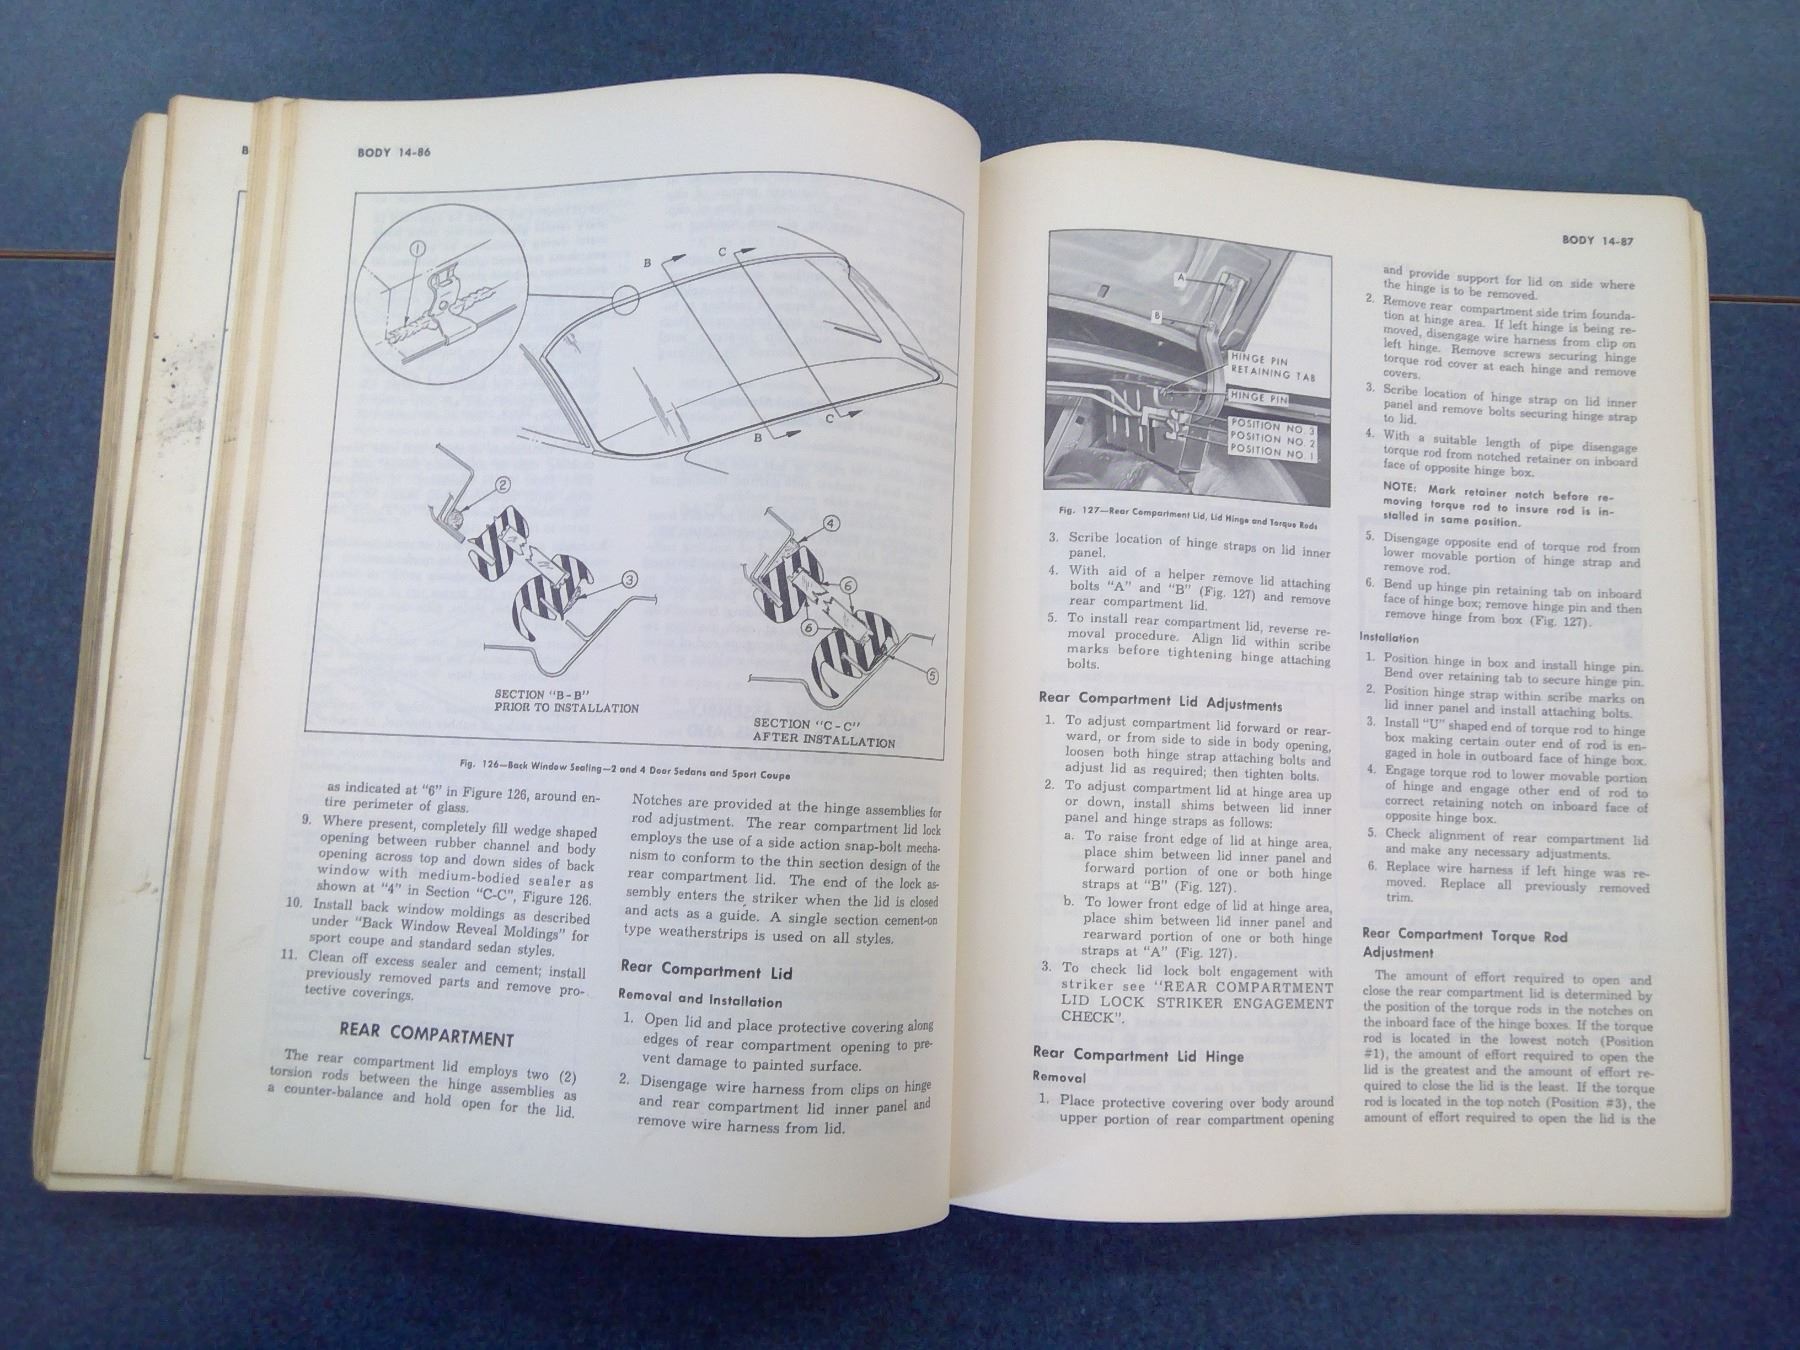 B
BODY 14-86
1
B
C
C
B
2
3
4
6
6
5
SECTION "B-B"
PRIOR TO INSTALLATION
SECTION "C-C"
AFTER INSTALLATION
Fig. 126—Back Window Sealing—2 and 4 Door Sedans and Sport Coupe
as indicated at "6" in Figure 126, around en-
tire perimeter of glass.
9. Where present, completely fill wedge shaped
opening between rubber channel and body
opening across top and down sides of back
window with medium-bodied sealer as
shown at "4" in Section "C-C", Figure 126.
10. Install back window moldings as described
under "Back Window Reveal Moldings" for
sport coupe and standard sedan styles.
11. Clean off excess sealer and cement; install
previously removed parts and remove pro-
tective coverings.
REAR COMPARTMENT
The rear compartment lid employs two (2)
torsion rods between the hinge assemblies as
a counter-balance and hold open for the lid.
Notches are provided at the hinge assemblies for
rod adjustment. The rear compartment lid lock
employs the use of a side action snap-bolt mecha-
nism to conform to the thin section design of the
rear compartment lid. The end of the lock as-
sembly enters the striker when the lid is closed
and acts as a guide. A single section cement-on
type weatherstrips is used on all styles.
Rear Compartment Lid
Removal and Installation
1. Open lid and place protective covering along
edges of rear compartment opening to pre-
vent damage to painted surface.
2. Disengage wire harness from clips on hinge
and rear compartment lid inner panel and
remove wire harness from lid.
BODY 14-87
A
B
HINGE PIN
RETAINING TAB
HINGE PIN
POSITION NO. 3
POSITION NO. 2
POSITION NO. 1
Fig. 127—Rear Compartment Lid, Lid Hinge and Torque Rods
3. Scribe location of hinge straps on lid inner
panel.
4. With aid of a helper remove lid attaching
bolts "A" and "B" (Fig. 127) and remove
rear compartment lid.
5. To install rear compartment lid, reverse re-
moval procedure. Align lid within scribe
marks before tightening hinge attaching
bolts.
Rear Compartment Lid Adjustments
1. To adjust compartment lid forward or rear-
ward, or from side to side in body opening,
loosen both hinge strap attaching bolts and
adjust lid as required; then tighten bolts.
2. To adjust compartment lid at hinge area up
or down, install shims between lid inner
panel and hinge straps as follows:
a. To raise front edge of lid at hinge area,
place shim between lid inner panel and
forward portion of one or both hinge
straps at "B" (Fig. 127).
b. To lower front edge of lid at hinge area,
place shim between lid inner panel and
rearward portion of one or both hinge
straps at "A" (Fig. 127).
3. To check lid lock bolt engagement with
striker see "REAR COMPARTMENT
LID LOCK STRIKER ENGAGEMENT
CHECK".
Rear Compartment Lid Hinge
Removal
1. Place protective covering over body around
upper portion of rear compartment opening
and provide support for lid on side where
the hinge is to be removed.
2. Remove rear compartment side trim founda-
tion at hinge area. If left hinge is being re-
moved, disengage wire harness from clip on
left hinge. Remove screws securing hinge
torque rod cover at each hinge and remove
covers.
3. Scribe location of hinge strap on lid inner
panel and remove bolts securing hinge strap
to lid.
4. With a suitable length of pipe disengage
torque rod from notched retainer on inboard
face of opposite hinge box.
NOTE: Mark retainer notch before re-
moving torque rod to insure rod is in-
stalled in same position.
5. Disengage opposite end of torque rod from
lower movable portion of hinge strap and
remove rod.
6. Bend up hinge pin retaining tab on inboard
face of hinge box; remove hinge pin and then
remove hinge from box (Fig. 127).
Installation
1. Position hinge in box and install hinge pin.
Bend over retaining tab to secure hinge pin.
2. Position hinge strap within scribe marks on
lid inner panel and install attaching bolts.
3. Install "U" shaped end of torque rod to hinge
box making certain outer end of rod is en-
gaged in hole in outboard face of hinge box.
4. Engage torque rod to lower movable portion
of hinge and engage other end of rod to
correct retaining notch on inboard face of
opposite hinge box.
5. Check alignment of rear compartment lid
and make any necessary adjustments.
6. Replace wire harness if left hinge was re-
moved. Replace all previously removed
trim.
Rear Compartment Torque Rod
Adjustment
The amount of effort required to open and
close the rear compartment lid is determined by
the position of the torque rods in the notches on
the inboard face of the hinge boxes. If the torque
rod is located in the lowest notch (Position
#1), the amount of effort required to open the
lid is the greatest and the amount of effort re-
quired to close the lid is the least. If the torque
rod is located in the top notch (Position #3), the
amount of effort required to open the lid is the